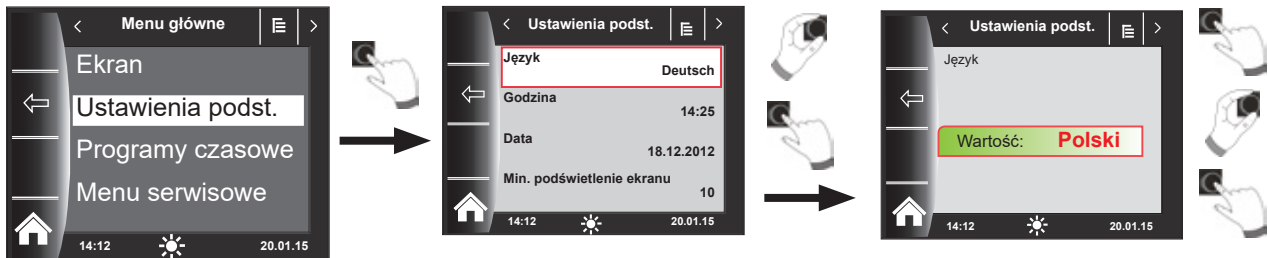 Menu główne
Ekran
Ustawienia podst.
Programy czasowe
Menu serwisowe
14:12
20.01.15
Ustawienia podst.
Język
Deutsch
Godzina
14:25
Data
18.12.2012
Min. podświetlenie ekranu
10
14:12
20.01.15
Ustawienia podst.
Język
Wartość: Polski
14:12
20.01.15